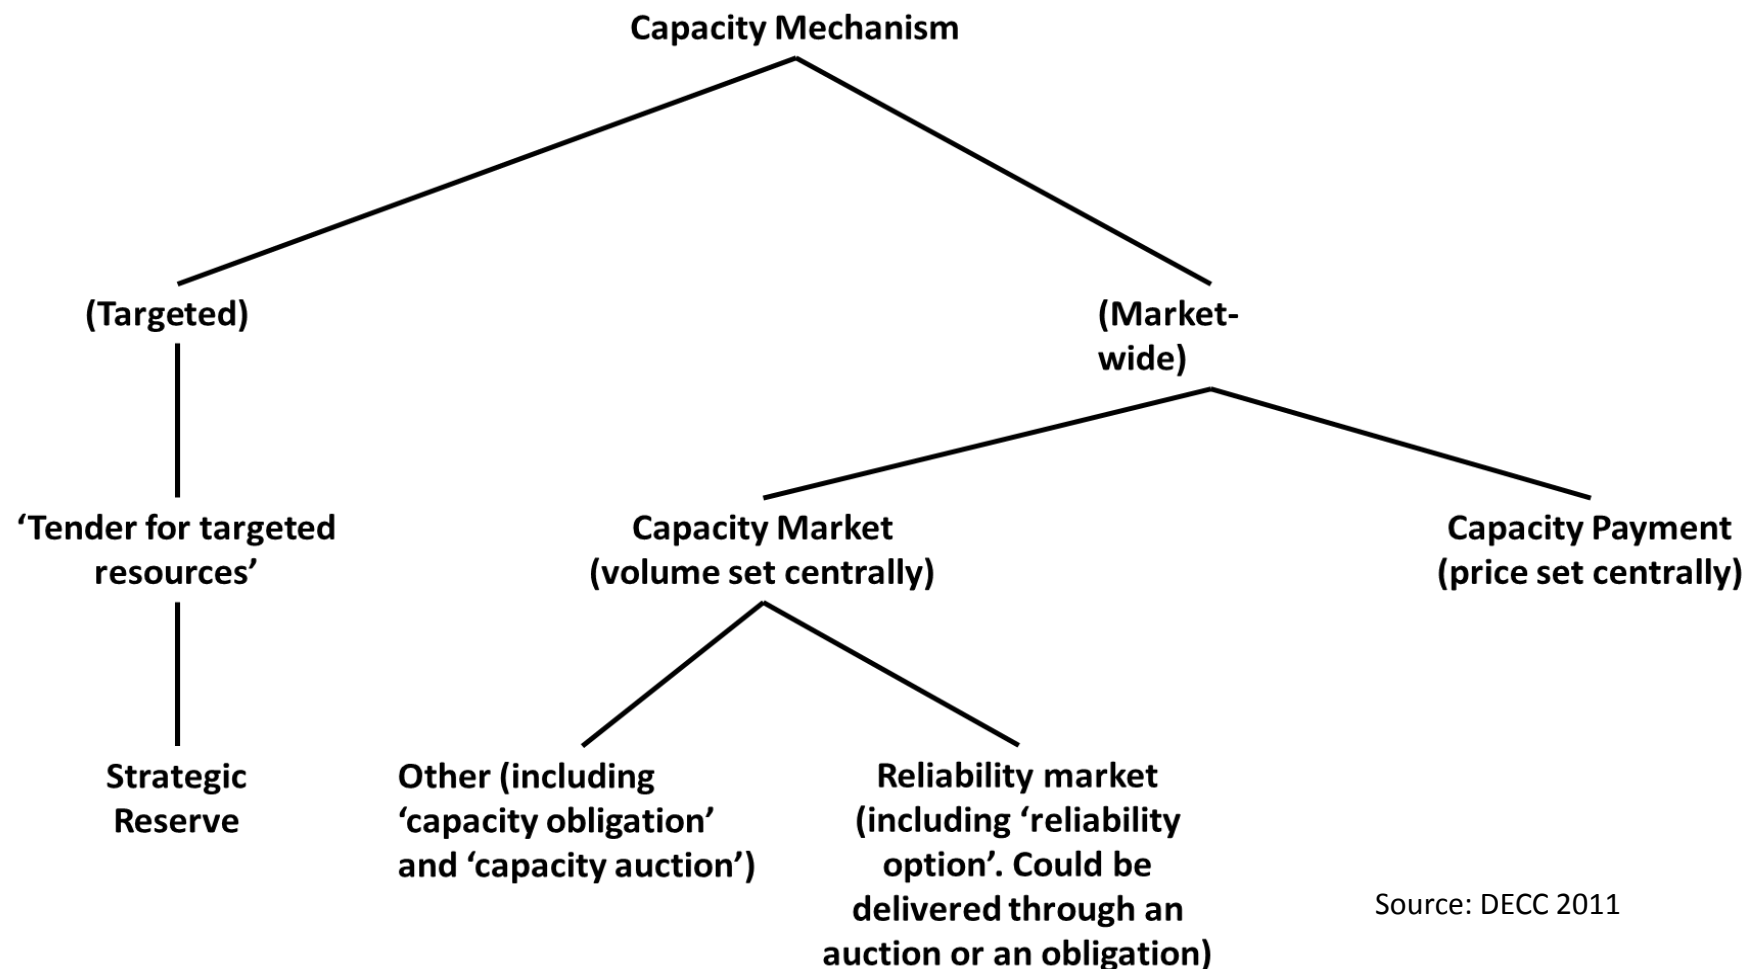 Capacity Mechanism
(Targeted)
(Market-
wide)
‘Tender for targeted
resources’
Capacity Market
(volume set centrally)
Capacity Payment
(price set centrally)
Strategic
Reserve
Other (including
‘capacity obligation’
and ‘capacity auction’)
Reliability market
(including ‘reliability
option’. Could be
delivered through an
auction or an obligation)
Source: DECC 2011